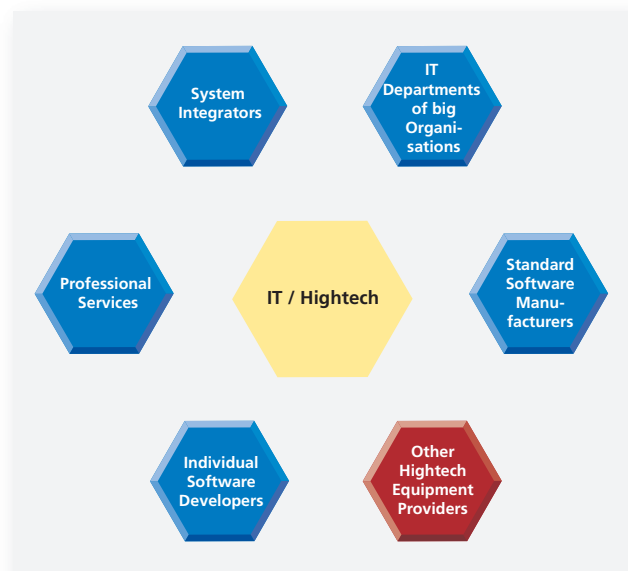 System
Integrators
IT
Departments
of big
Organi-
sations
Professional
Services
IT / Hightech
Standard
Software
Manu-
facturers
Individual
Software
Developers
Other
Hightech
Equipment
Providers